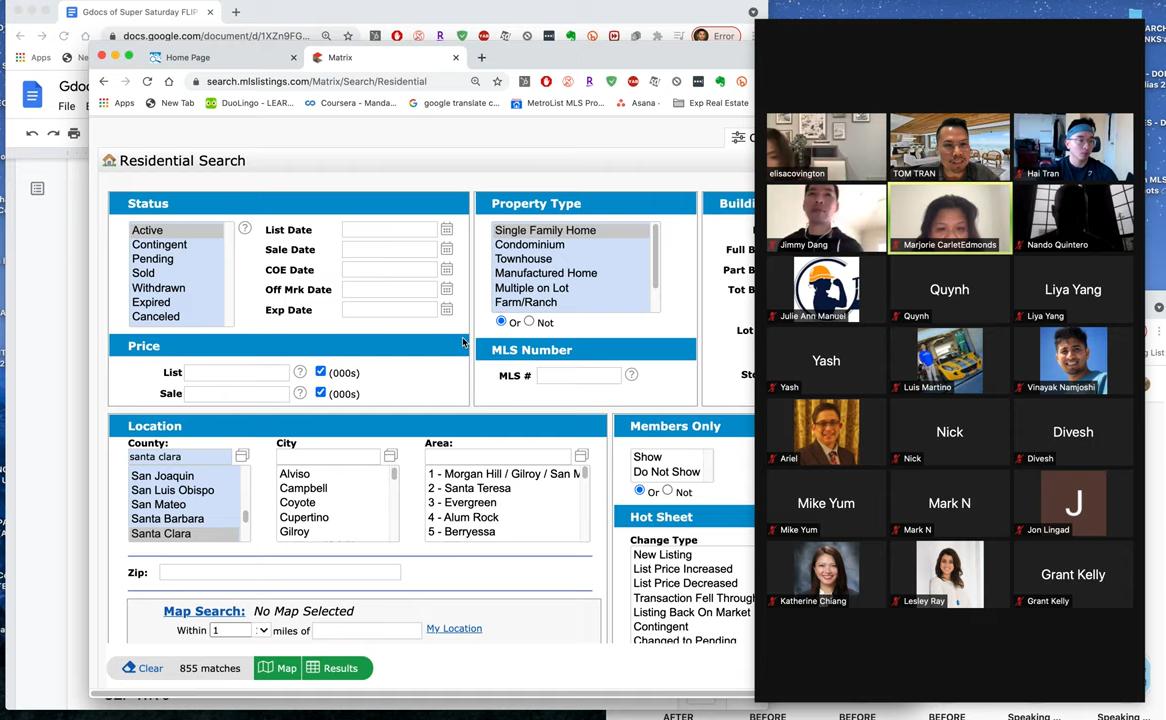 Gdocs of Super Saturday FLIP
docs.google.com/document/d/1XZn9FG...
Error
Apps
Gdoc
File
Home Page
Matrix
search.mlslistings.com/Matrix/Search/Residential
Apps
New Tab
DuoLingo - LEAR...
Coursera - Manda...
google translate c...
MetroList MLS Pro...
Asana -
Exp Real Estate
Residential Search
Status
Active
Contingent
Pending
Sold
Withdrawn
Expired
Canceled
List Date
Sale Date
COE Date
Off Mrk Date
Exp Date
Price
List
(000s)
Sale
(000s)
Property Type
Single Family Home
Condominium
Townhouse
Manufactured Home
Multiple on Lot
Farm/Ranch
Or
Not
MLS Number
MLS #
Buildi
Full B
Part B
Tot B
Lot
Sto
Location
County:
santa clara
San Joaquin
San Luis Obispo
San Mateo
Santa Barbara
Santa Clara
City
Alviso
Campbell
Coyote
Cupertino
Gilroy
Area:
1 - Morgan Hill / Gilroy / San M
2 - Santa Teresa
3 - Evergreen
4 - Alum Rock
5 - Berryessa
Zip:
Map Search: No Map Selected
Within
1
miles of
My Location
Members Only
Show
Do Not Show
Or
Not
Hot Sheet
Change Type
New Listing
List Price Increased
List Price Decreased
Transaction Fell Through
Listing Back On Market
Contingent
Changed to Pending
Clear
855 matches
Map
Results
elisacovington
TOM TRAN
Hai Tran
Jimmy Dang
Marjorie CarletEdmonds
Nando Quintero
Julie Ann Manuel
Quynh
Quynh
Liya Yang
Liya Yang
Yash
Yash
Luis Martino
Vinayak Namjoshi
Ariel
Nick
Nick
Divesh
Divesh
Mike Yum
Mike Yum
Mark N
Mark N
J
Jon Lingad
Katherine Chiang
Lesley Ray
Grant Kelly
Grant Kelly
AFTER
BEFORE
BEFORE
BEFORE
Speaking ...
Speaking ...